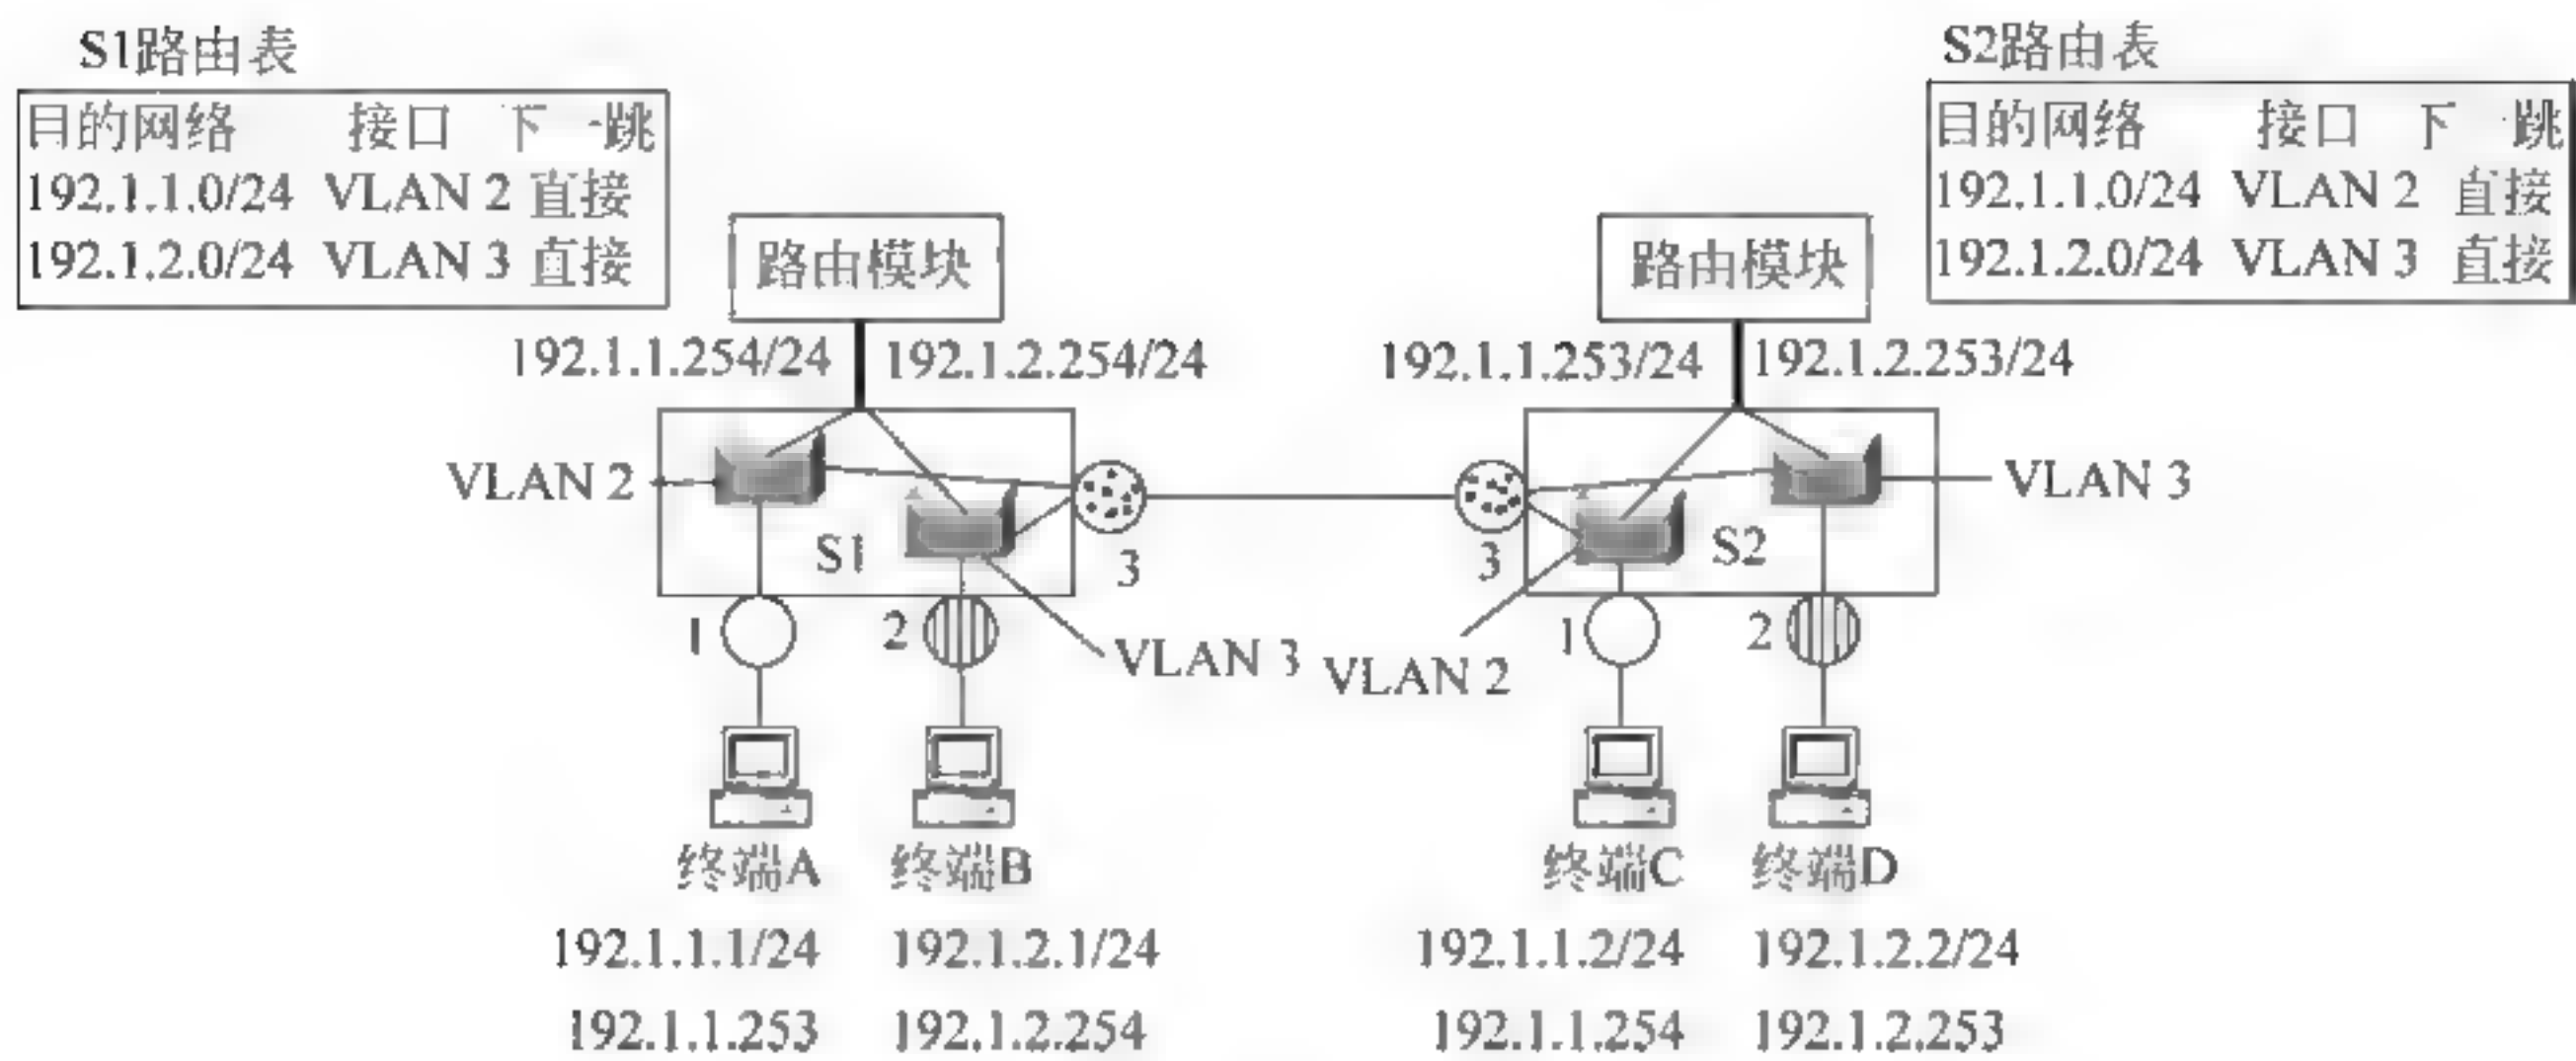 S1路由表
目的网络 接口 下一跳
192.1.1.0/24 VLAN 2 直接
192.1.2.0/24 VLAN 3 直接
S2路由表
目的网络 接口 下一跳
192.1.1.0/24 VLAN 2 直接
192.1.2.0/24 VLAN 3 直接
路由模块
路由模块
192.1.1.254/24 192.1.2.254/24
192.1.1.253/24 192.1.2.253/24
VLAN 2
S1
3
3
S2
VLAN 3
1
2
VLAN 3
VLAN 2
1
2
终端A 终端B 终端C 终端D
192.1.1.1/24 192.1.2.1/24 192.1.1.2/24 192.1.2.2/24
192.1.1.253 192.1.2.254 192.1.1.254 192.1.2.253